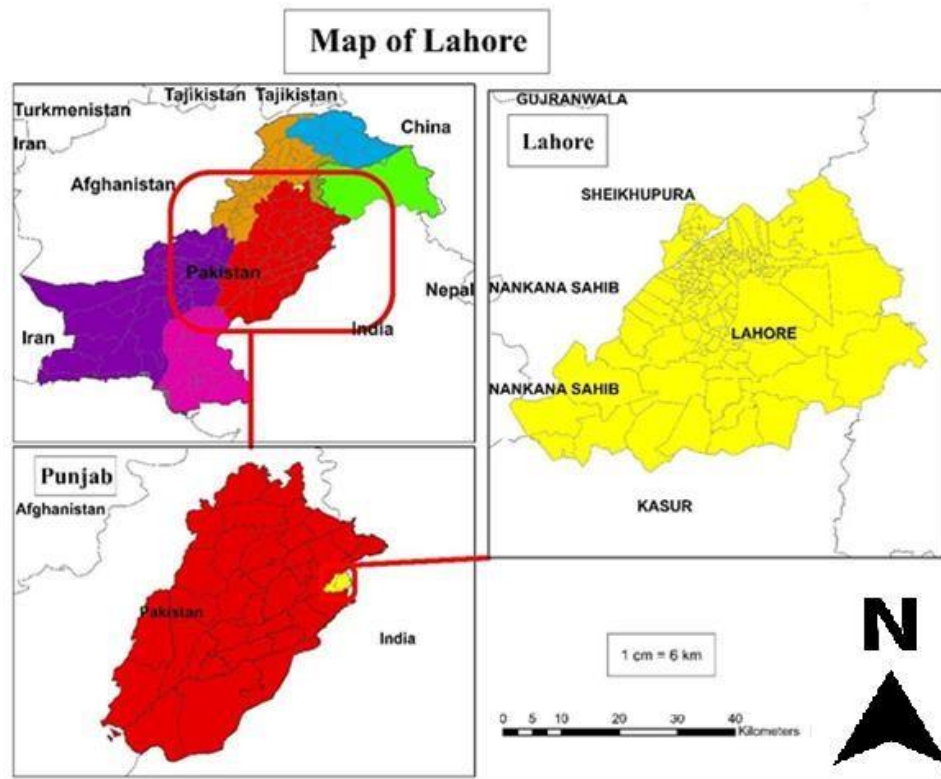 Map of Lahore
Tajikistan Tajikistan
Turkmenistan
China
Iran
Afghanistan
Pakistan
Nepal
India
Iran
GUJRANWALA
Lahore
SHEIKHUPURA
NANKANA SAHIB
LAHORE
NANKANA SAHIB
KASUR
Punjab
Afghanistan
Pakistan
India
N
1 cm = 6 km
0 5 10 20 30 40
Kilometers